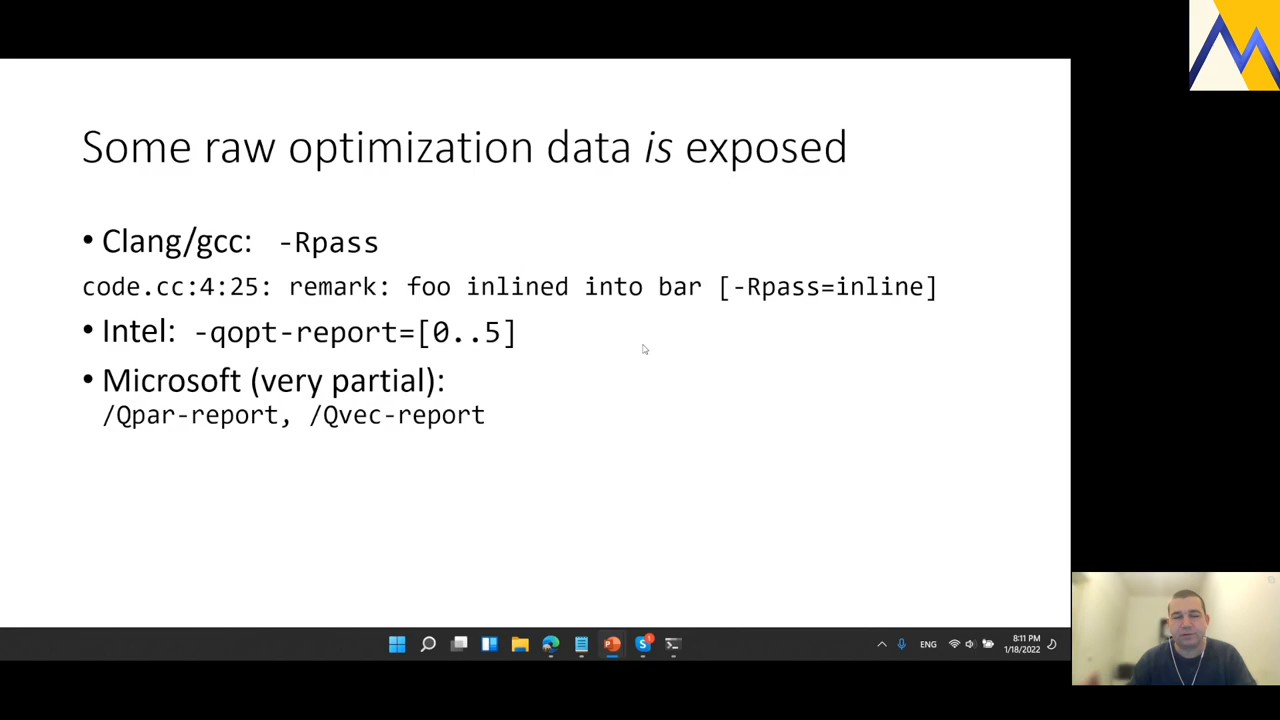 Some raw optimization data is exposed
• Clang/gcc: -Rpass
code.cc:4:25: remark: foo inlined into bar [-Rpass=inline]
• Intel: -qopt-report=[0..5]
• Microsoft (very partial):
/Qpar-report, /Qvec-report
1
ENG
8:11 PM
1/18/2022